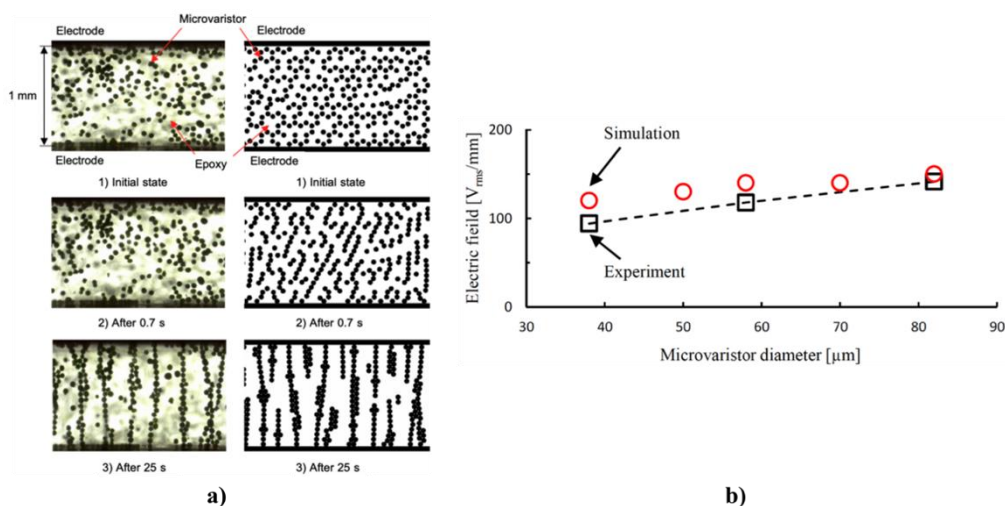 Microvaristor
Electrode
Electrode
1 mm
Electrode
Epoxy
Electrode
1) Initial state
1) Initial state
2) After 0.7 s
2) After 0.7 s
3) After 25 s
3) After 25 s
a)
Electric fieild [Vrms/mm]
200
100
0
Simulation
Experiment
30
40
50
60
70
80
90
Microvaristor diameter [µm]
b)